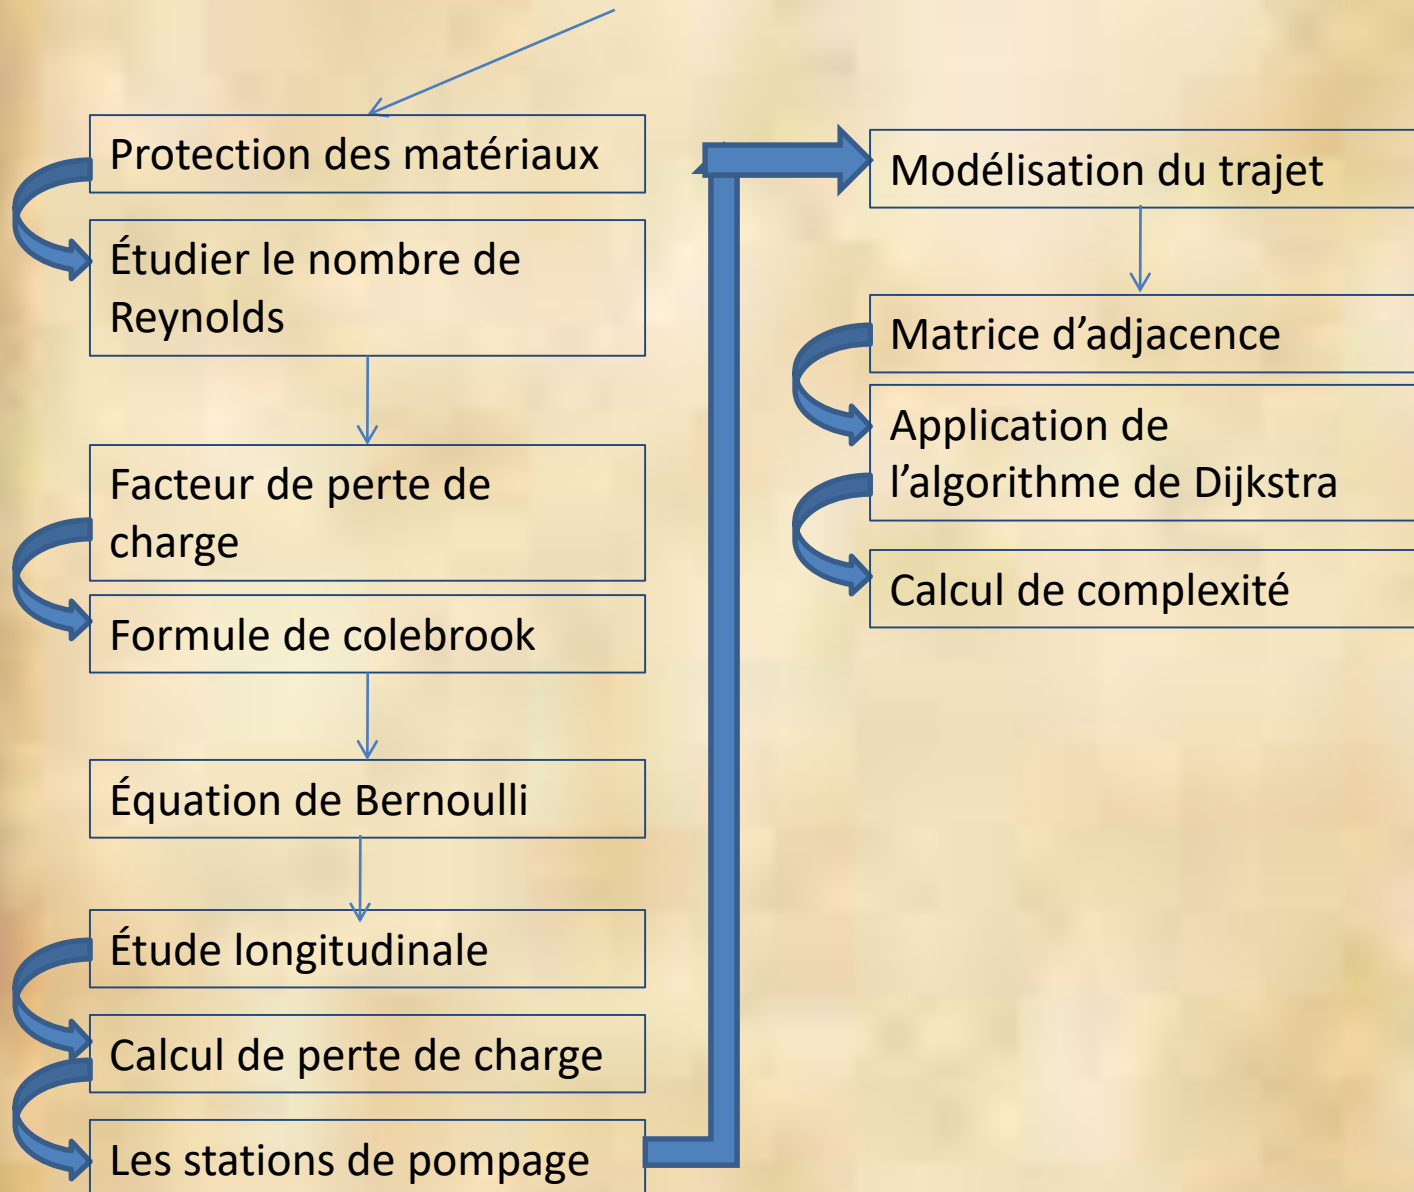 Protection des matériaux
Étudier le nombre de
Reynolds
Facteur de perte de
charge
Formule de colebrook
Équation de Bernoulli
Étude longitudinale
Calcul de perte de charge
Les stations de pompage
Modélisation du trajet
Matrice d’adjacence
Application de
l’algorithme de Dijkstra
Calcul de complexité